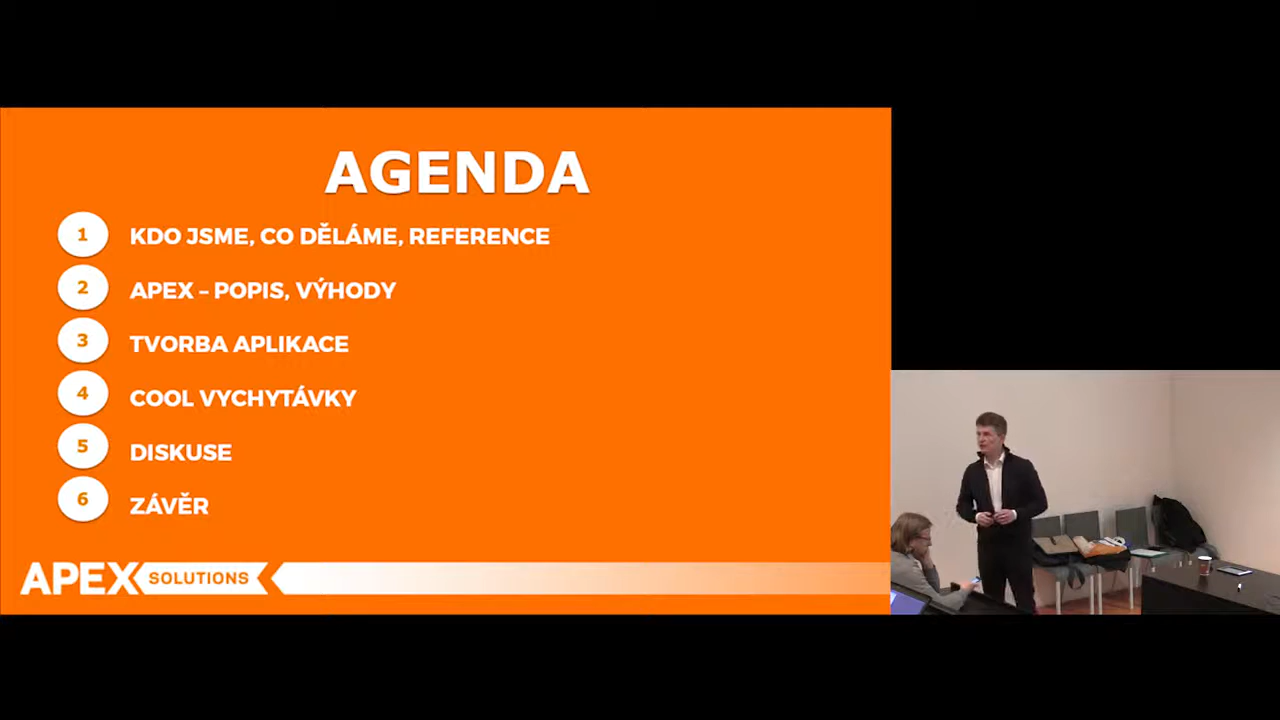 AGENDA
1 KDO JSME, CO DĚLÁME, REFERENCE
2 APEX – POPIS, VÝHODY
3 TVORBA APLIKACE
4 COOL VYCHYTÁVKY
5 DISKUSE
6 ZÁVĚR
APEX SOLUTIONS